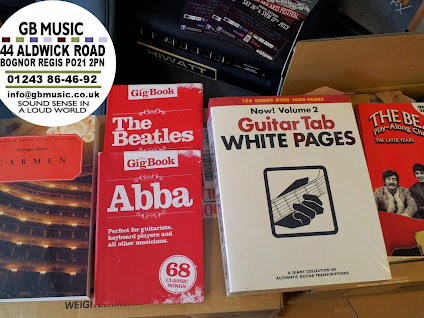 GB MUSIC
44 ALDWICK ROAD
BOGNOR REGIS PO21 2PN
01243 86-46-92
info@gbmusic.co.uk
SOUND SENSE IN
A LOUD WORLD
HIWATT
Georges Bizet
CARMEN
GigBook
The
Beatles
GigBook
Abba
Perfect for guitarists,
keyboard players and
all other musicians.
68
CLASSIC
SONGS
150 SONGS OVER 1000 PAGES
Now! Volume 2
Guitar Tab
WHITE PAGES
A GIANT COLLECTION OF
AUTHENTIC GUITAR TRANSCRIPTIONS
THE BE
PLAY-ALONG CH
THE LATER YEARS
WEIGH